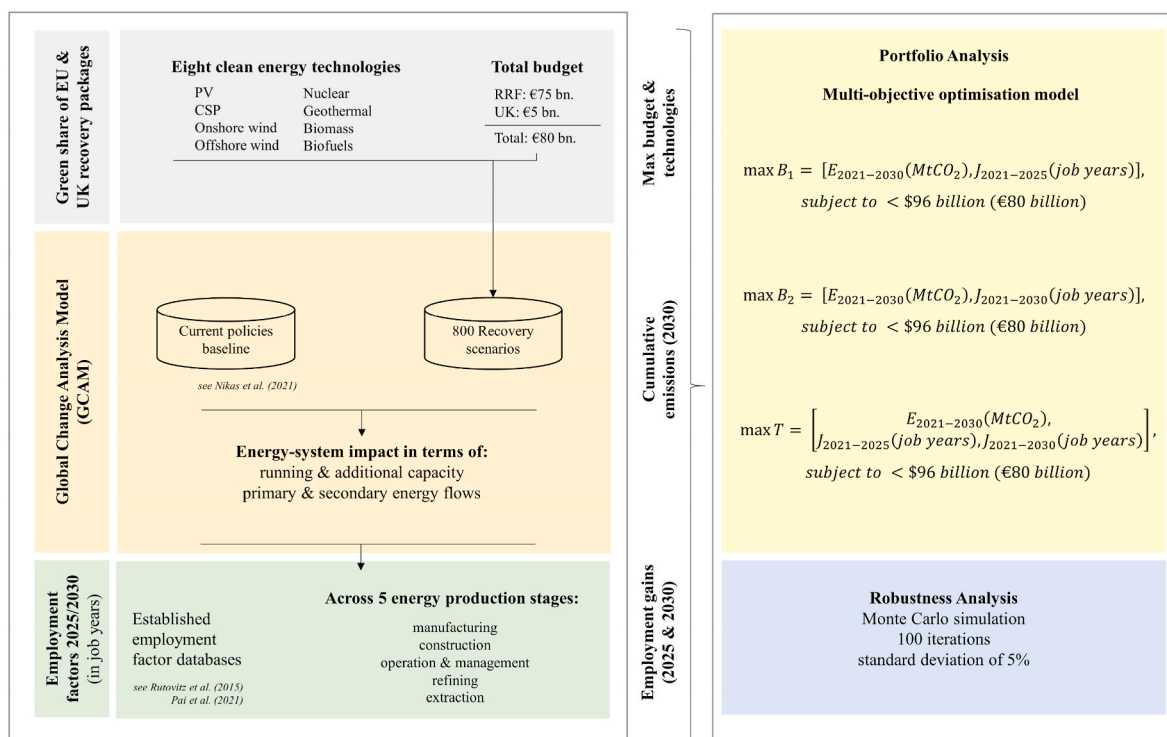 Green share of EU &
UK recovery packages
Eight clean energy technologies
PV
CSP
Onshore wind
Offshore wind
Nuclear
Geothermal
Biomass
Biofuels
Total budget
RRF: €75 bn.
UK: €5 bn.
Total: €80 bn.
Global Change Analysis Model
(GCAM)
Current policies
baseline
see Nikas et al. (2021)
800 Recovery
scenarios
Energy-system impact in terms of:
running & additional capacity
primary & secondary energy flows
Employment
factors 2025/2030
(in job years)
Established
employment
factor databases
see Rutovitz et al. (2015)
Pai et al. (2021)
Across 5 energy production stages:
manufacturing
construction
operation & management
refining
extraction
Max budget &
technologies
Cumulative
emissions (2030)
Employment gains
(2025 & 2030)
Portfolio Analysis
Multi-objective optimisation model
max B₁ = [E₂₀₂₁₋₂₀₃₀(MtCO₂), J₂₀₂₁₋₂₀₂₅(job years)],
subject to < $96 billion (€80 billion)
max B₂ = [E₂₀₂₁₋₂₀₃₀(MtCO₂), J₂₀₂₁₋₂₀₃₀(job years)],
subject to < $96 billion (€80 billion)
max T = [E₂₀₂₁₋₂₀₃₀(MtCO₂),
J₂₀₂₁₋₂₀₂₅(job years), J₂₀₂₁₋₂₀₃₀(job years)],
subject to < $96 billion (€80 billion)
Robustness Analysis
Monte Carlo simulation
100 iterations
standard deviation of 5%